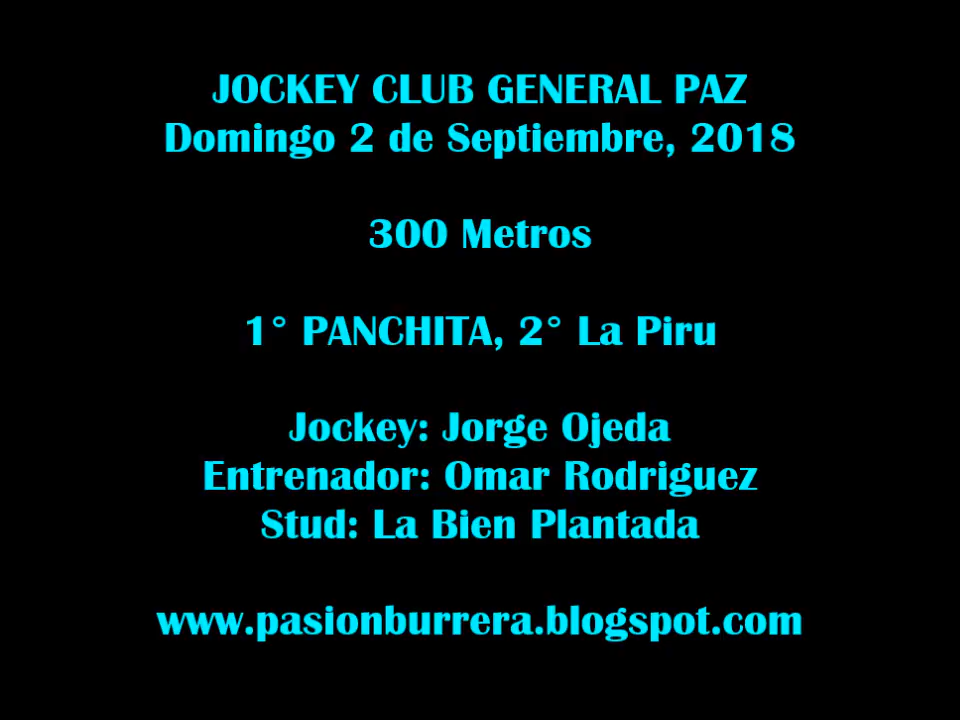 JOCKEY CLUB GENERAL PAZ
Domingo 2 de Septiembre, 2018
300 Metros
1° PANCHITA, 2° La Piru
Jockey: Jorge Ojeda
Entrenador: Omar Rodriguez
Stud: La Bien Plantada
www.pasionburrera.blogspot.com